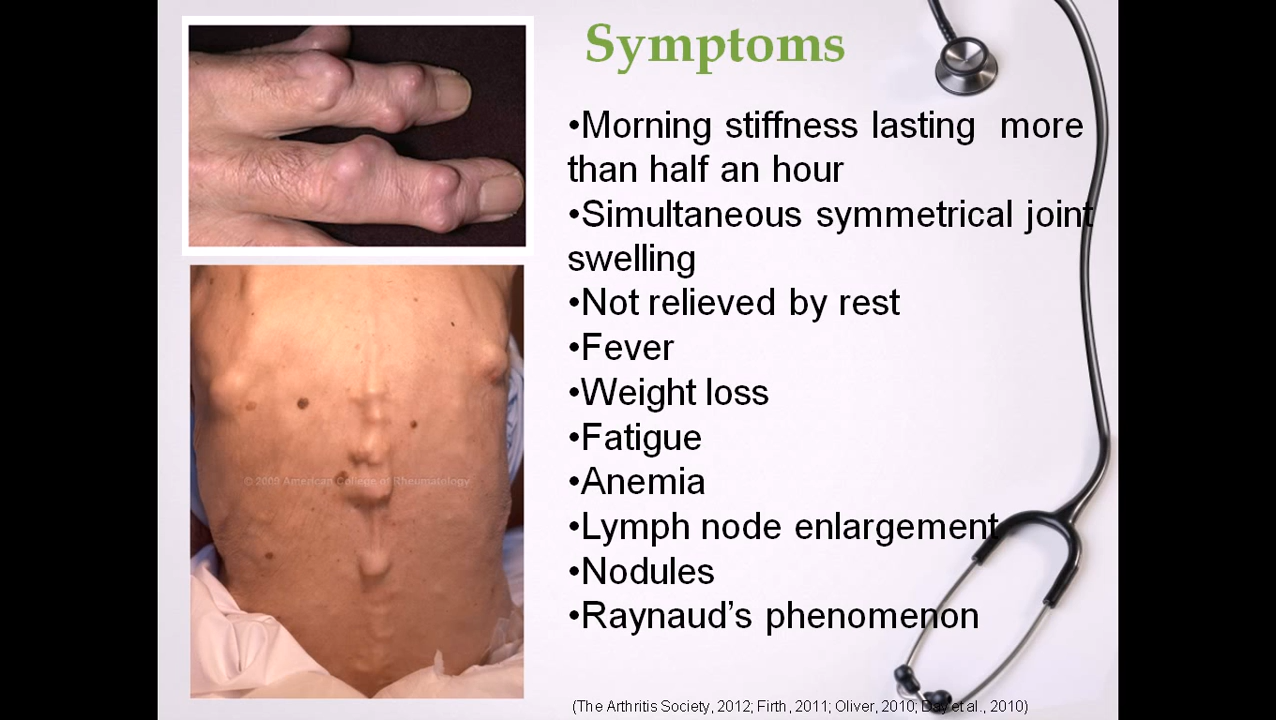 Symptoms
•Morning stiffness lasting more
than half an hour
•Simultaneous symmetrical joint
swelling
•Not relieved by rest
•Fever
•Weight loss
•Fatigue
•Anemia
•Lymph node enlargement
•Nodules
•Raynaud's phenomenon
© 2009 American College of Rheumatology
(The Arthritis Society, 2012; Firth, 2011; Oliver, 2010; Day et al., 2010)